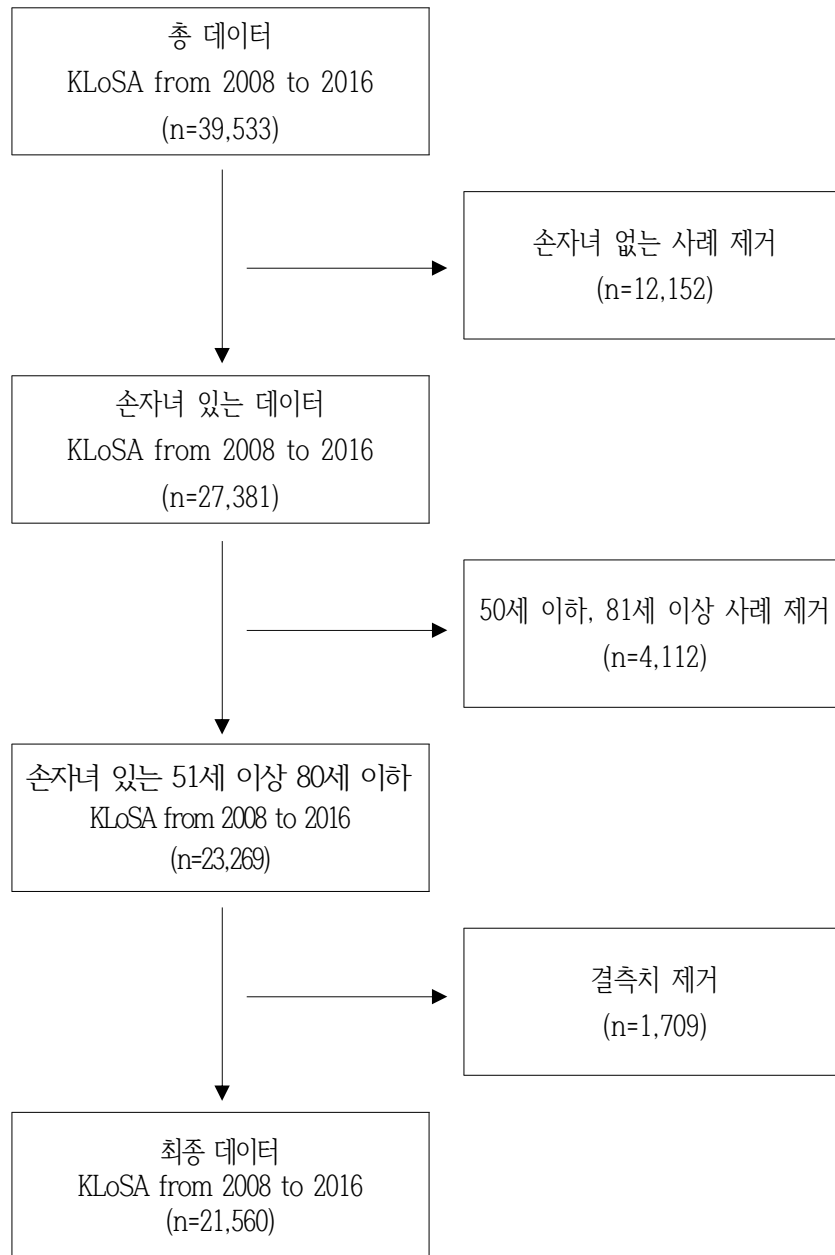 총 데이터
KLoSA from 2008 to 2016
(n=39,533)
손자녀 없는 사례 제거
(n=12,152)
손자녀 있는 데이터
KLoSA from 2008 to 2016
(n=27,381)
50세 이하, 81세 이상 사례 제거
(n=4,112)
손자녀 있는 51세 이상 80세 이하
KLoSA from 2008 to 2016
(n=23,269)
결측치 제거
(n=1,709)
최종 데이터
KLoSA from 2008 to 2016
(n=21,560)